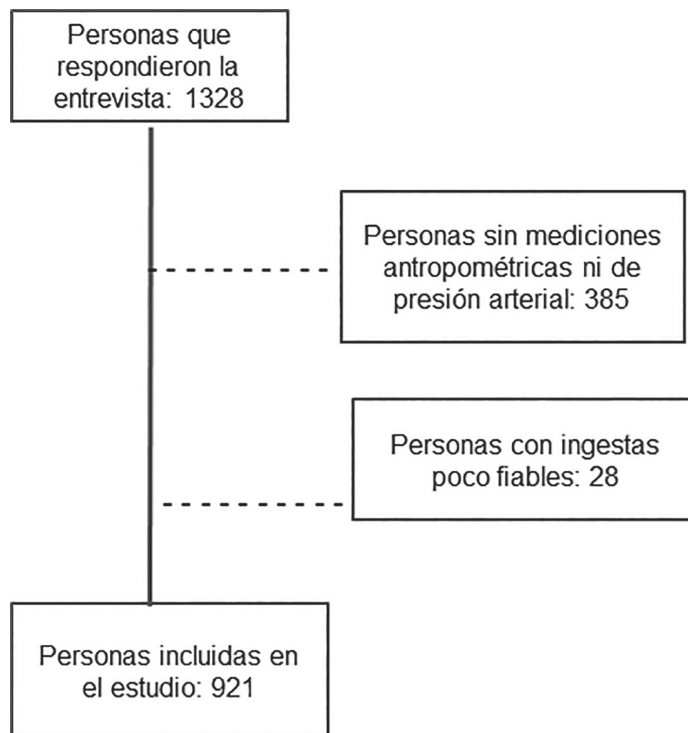 Personas que
respondieron la
entrevista: 1328
Personas sin mediciones
antropométricas ni de
presión arterial: 385
Personas con ingestas
poco fiables: 28
Personas incluidas en
el estudio: 921